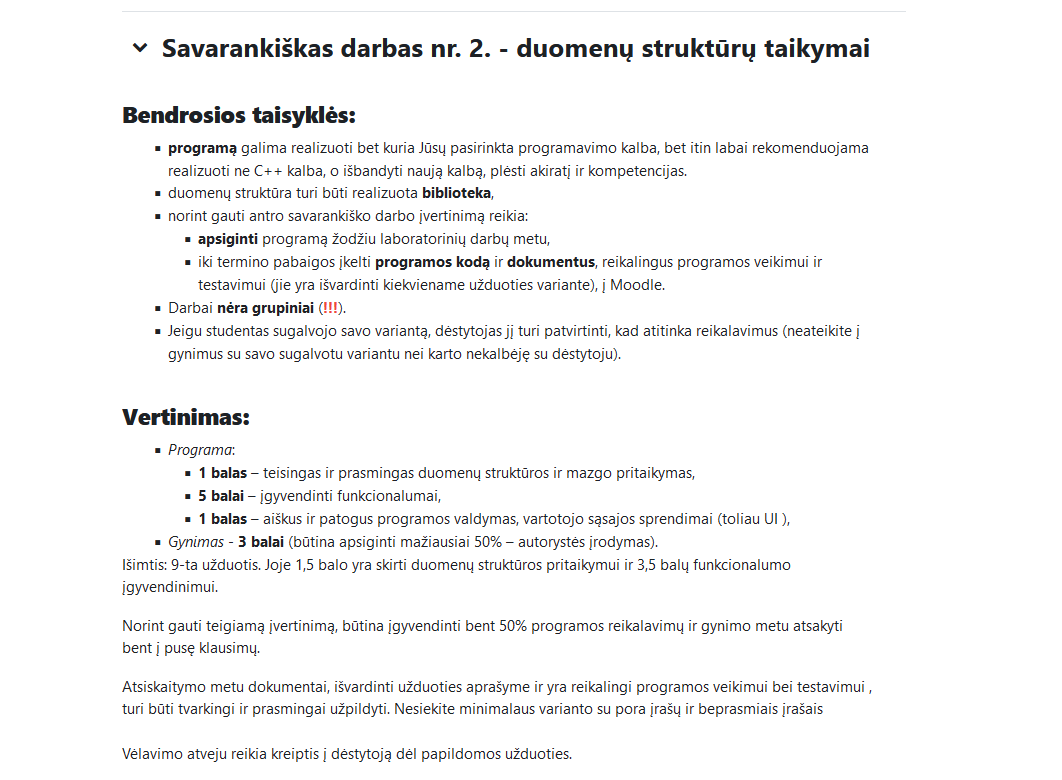 Savarankiškas darbas nr. 2. - duomenų struktūrų taikymai
Bendrosios taisyklės:
▪ programą galima realizuoti bet kuria Jūsų pasirinkta programavimo kalba, bet itin labai rekomenduojama
realizuoti ne C++ kalba, o išbandyti naują kalbą, plėsti akiratį ir kompetencijas.
▪ duomenų struktūra turi būti realizuota biblioteka,
▪ norint gauti antro savarankiško darbo įvertinimą reikia:
▪ apsiginti programą žodžiu laboratorinių darbų metu,
▪ iki termino pabaigos įkelti programos kodą ir dokumentus, reikalingus programos veikimui ir
testavimui (jie yra išvardinti kiekviename užduoties variante), į Moodle.
▪ Darbai nėra grupiniai (!!!).
▪ Jeigu studentas sugalvojo savo variantą, dėstytojas jį turi patvirtinti, kad atitinka reikalavimus (neateikite į
gynimus su savo sugalvotu variantu nei karto nekalbėję su dėstytoju).
Vertinimas:
▪ Programa:
▪ 1 balas – teisingas ir prasmingas duomenų struktūros ir mazgo pritaikymas,
▪ 5 balai – įgyvendinti funkcionalumai,
▪ 1 balas – aiškus ir patogus programos valdymas, vartotojo sąsajos sprendimai (toliau UI ),
▪ Gynimas - 3 balai (būtina apsiginti mažiausiai 50% – autorystės įrodymas).
Išimtis: 9-ta užduotis. Joje 1,5 balo yra skirti duomenų struktūros pritaikymui ir 3,5 balų funkcionalumo
įgyvendinimui.
Norint gauti teigiamą įvertinimą, būtina įgyvendinti bent 50% programos reikalavimų ir gynimo metu atsakyti
bent į pusę klausimų.
Atsiskaitymo metu dokumentai, išvardinti užduoties aprašyme ir yra reikalingi programos veikimui bei testavimui ,
turi būti tvarkingi ir prasmingai užpildyti. Nesiekite minimalaus varianto su pora įrašų ir beprasmiais įrašais
Vėlavimo atveju reikia kreiptis į dėstytoją dėl papildomos užduoties.